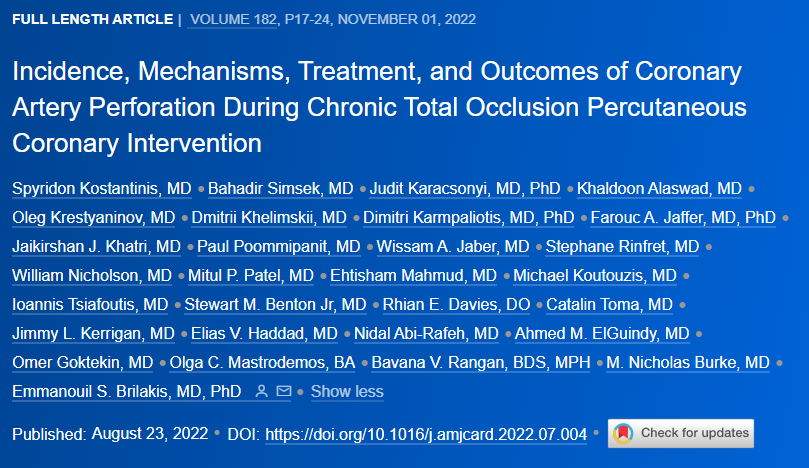 FULL LENGTH ARTICLE | VOLUME 182, P17-24, NOVEMBER 01, 2022
Incidence, Mechanisms, Treatment, and Outcomes of Coronary
Artery Perforation During Chronic Total Occlusion Percutaneous
Coronary Intervention
Spyridon Kostantinis, MD • Bahadir Simsek, MD • Judit Karacsonyi, MD, PhD • Khaldoon Alaswad, MD •
Oleg Krestyaninov, MD • Dmitrii Khelimskii, MD • Dimitri Karmpaliotis, MD, PhD • Farouc A. Jaffer, MD, PhD •
Jaikirshan J. Khatri, MD • Paul Poommipanit, MD • Wissam A. Jaber, MD • Stephane Rinfret, MD •
William Nicholson, MD • Mitul P. Patel, MD • Ehtisham Mahmud, MD • Michael Koutouzis, MD •
Ioannis Tsiafoutis, MD • Stewart M. Benton Jr, MD • Rhian E. Davies, DO • Catalin Toma, MD •
Jimmy L. Kerrigan, MD • Elias V. Haddad, MD • Nidal Abi-Rafeh, MD • Ahmed M. ElGuindy, MD •
Omer Goktekin, MD • Olga C. Mastrodemos, BA • Bavana V. Rangan, BDS, MPH • M. Nicholas Burke, MD •
Emmanouil S. Brilakis, MD, PhD • Show less
Published: August 23, 2022 • DOI: https://doi.org/10.1016/j.amjcard.2022.07.004 • Check for updates